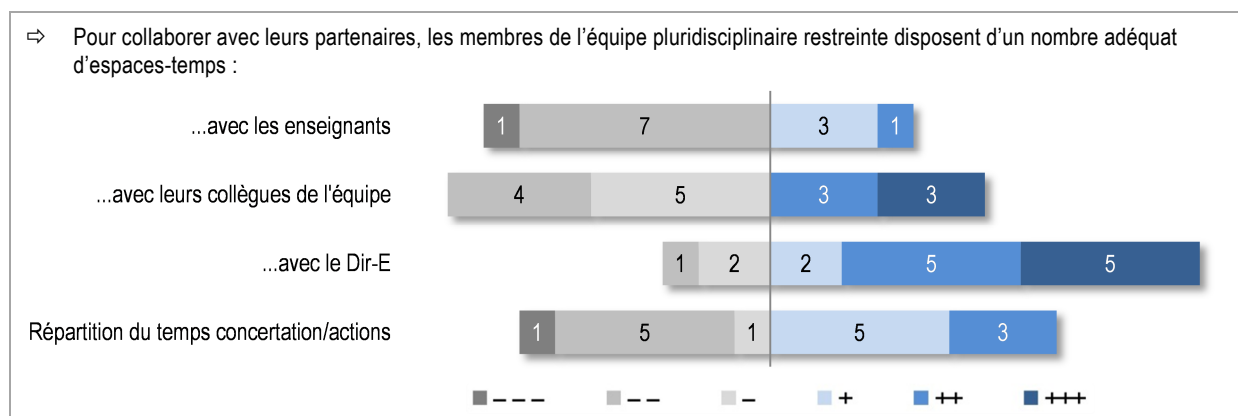 ⇨ Pour collaborer avec leurs partenaires, les membres de l'équipe pluridisciplinaire restreinte disposent d'un nombre adéquat
d'espaces-temps :
...avec les enseignants 1 7 3 1
...avec leurs collègues de l'équipe 4 5 3 3
...avec le Dir-E 1 2 2 5 5
Répartition du temps concertation/actions 1 5 1 5 3
– – – – – – + ++ +++